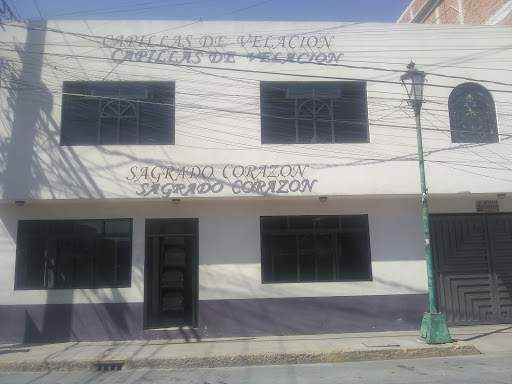 CAPILLAS DE VELACION
SAGRADO CORAZON